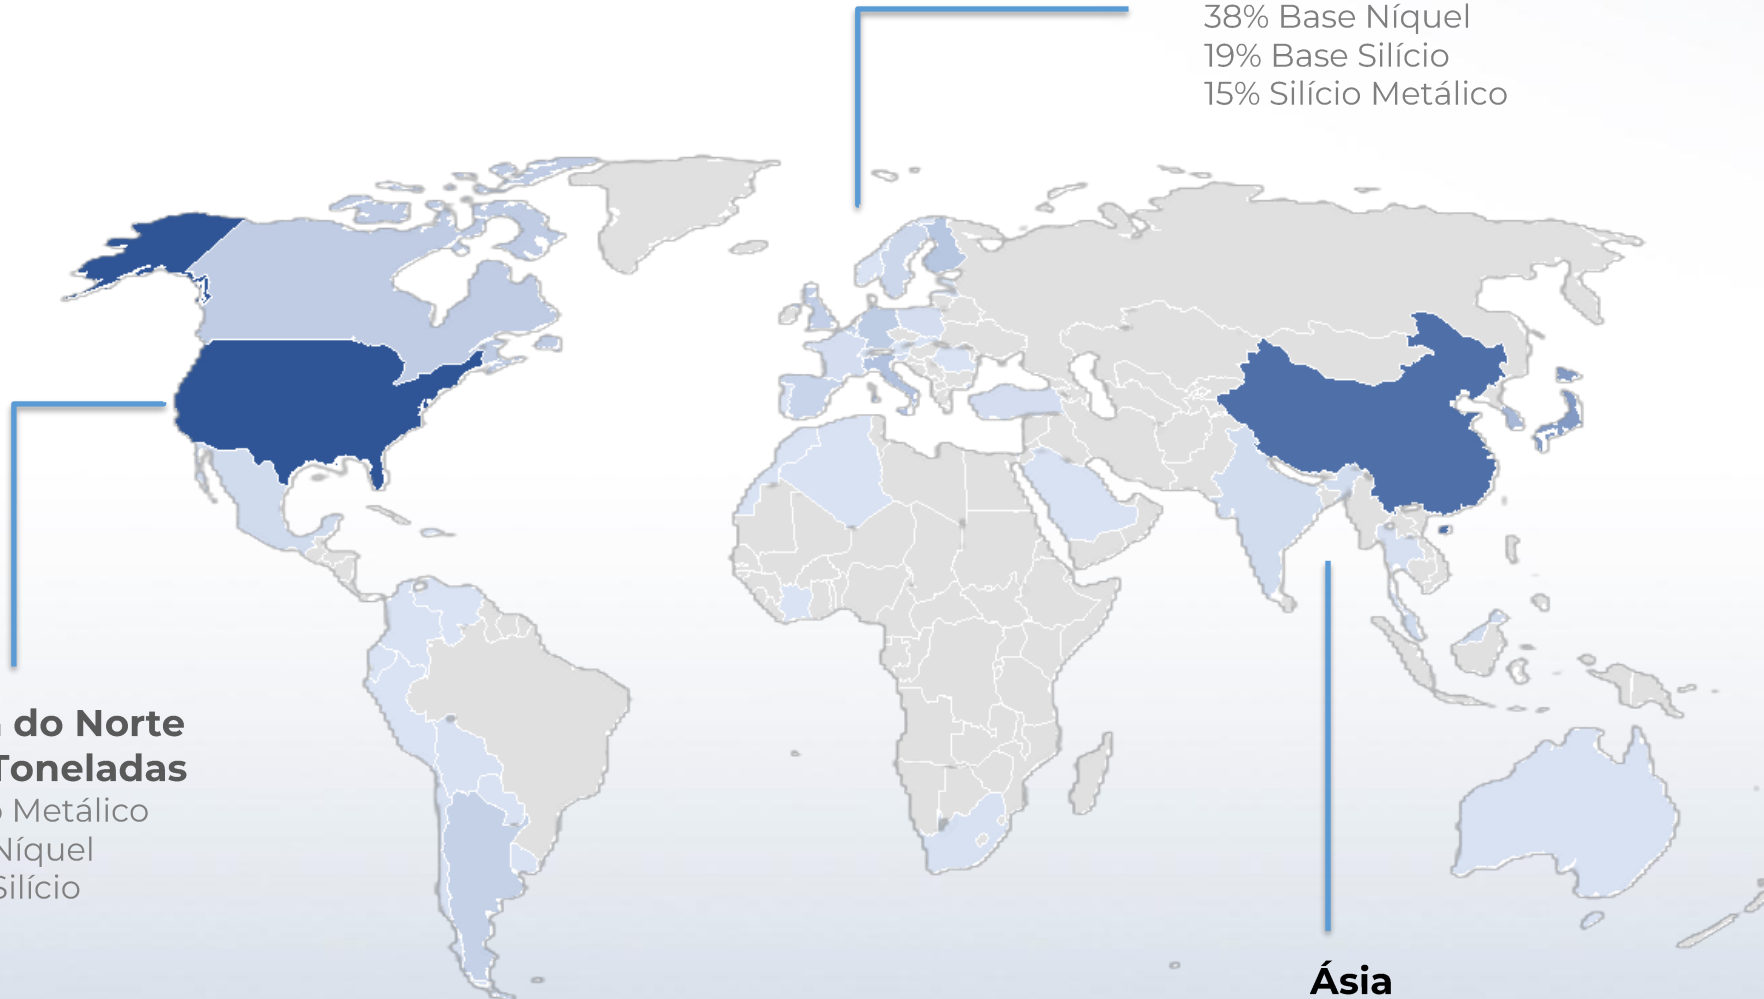 38% Base Níquel
19% Base Silício
15% Silício Metálico
do Norte
Toneladas
Metálico
Níquel
Silício
Ásia